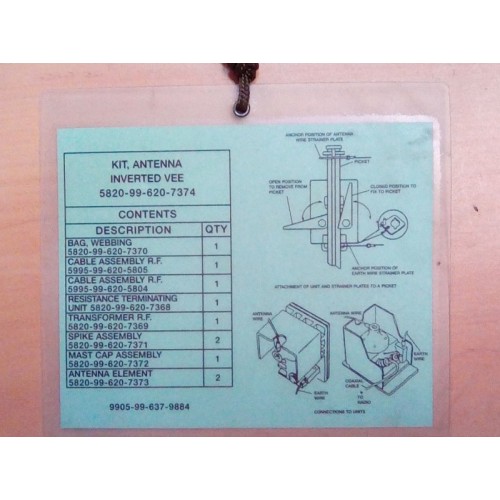 KIT, ANTENNA
INVERTED VEE
5820-99-620-7374
CONTENTS
DESCRIPTION QTY
BAG, WEBBING
5820-99-620-7370 1
CABLE ASSEMBLY R.F.
5995-99-620-5805 1
CABLE ASSEMBLY R.F.
5995-99-620-5804 1
RESISTANCE TERMINATING
UNIT 5820-99-620-7368 1
TRANSFORMER R.F.
5820-99-620-7369 1
SPIKE ASSEMBLY
5820-99-620-7371 2
MAST CAP ASSEMBLY
5820-99-620-7372 1
ANTENNA ELEMENT
5820-99-620-7373 2
9905-99-637-9884
ANCHOR POSITION OF ANTENNA
WIRE STRAINER PLATE
PICKET
OPEN POSITION
TO REMOVE FROM
PICKET
CLOSED POSITION
TO FIX TO PICKET
ANCHOR POSITION OF
EARTH WIRE STRAINER PLATE
ATTACHMENT OF UNIT AND STRAINER PLATES TO A PICKET
ANTENNA
WIRE
EARTH
WIRE
ANTENNA WIRE
EARTH
WIRE
COAXIAL
CABLE
TO
RADIO
CONNECTIONS TO UNITS